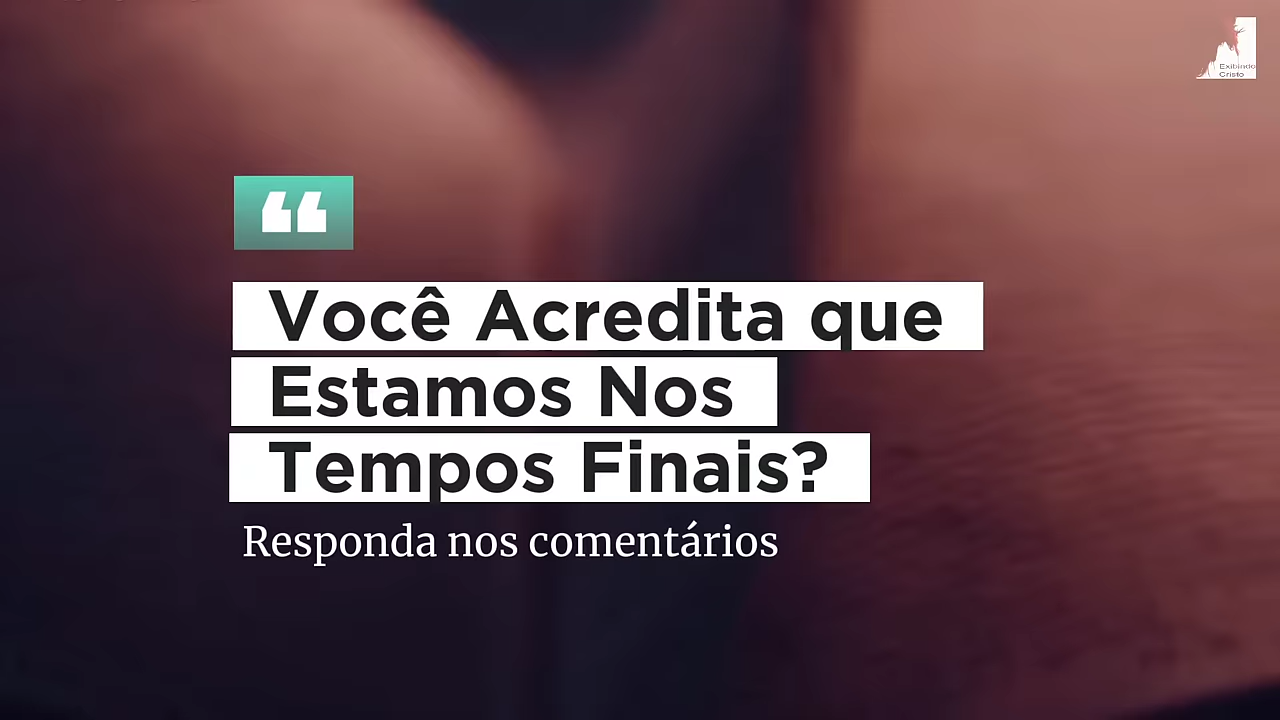 Exibindo
Cristo
“
Você Acredita que
Estamos Nos
Tempos Finais?
Responda nos comentários